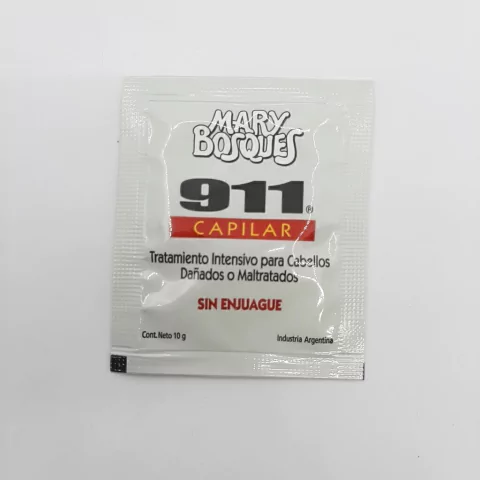 MARY
BOSQUES
911®
CAPILAR
Tratamiento Intensivo para Cabellos
Dañados o Maltratados
SIN ENJUAGUE
Cont. Neto 10 g
Industria Argentina